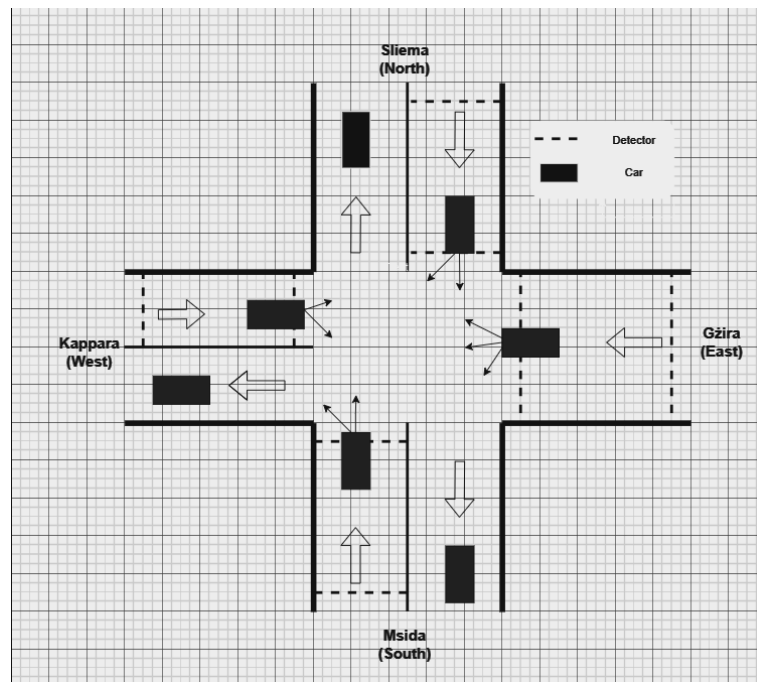 Sliema
(North)
Detector
Car
Kappara
(West)
Gżira
(East)
Msida
(South)